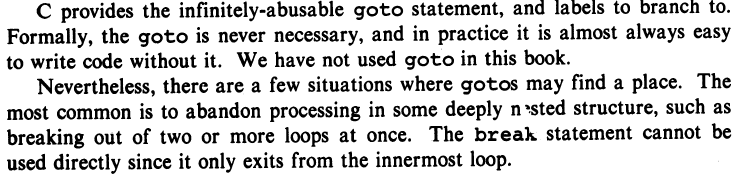 C provides the infinitely-abusable goto statement, and labels to branch to.
Formally, the goto is never necessary, and in practice it is almost always easy
to write code without it. We have not used goto in this book.
Nevertheless, there are a few situations where gotos may find a place. The
most common is to abandon processing in some deeply nested structure, such as
breaking out of two or more loops at once. The break statement cannot be
used directly since it only exits from the innermost loop.